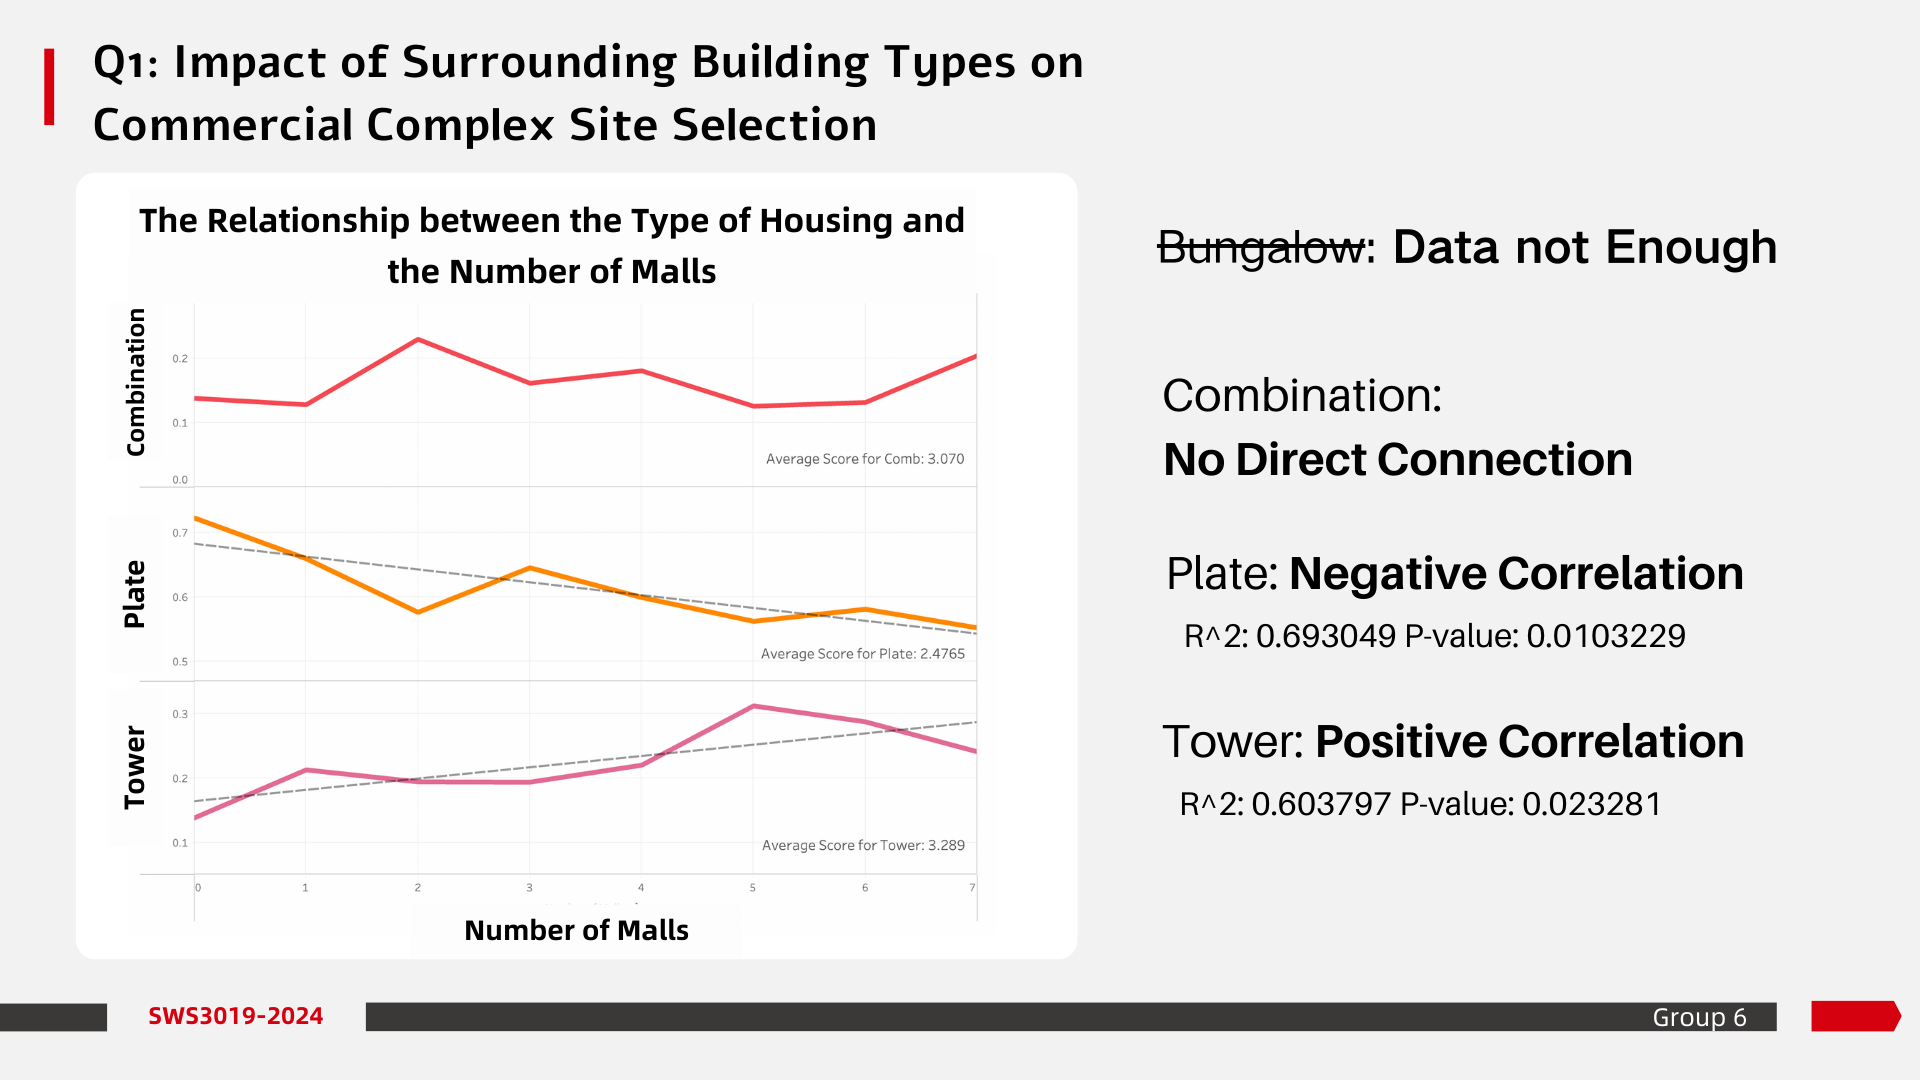 Q1: Impact of Surrounding Building Types on
Commercial Complex Site Selection
The Relationship between the Type of Housing and
the Number of Malls
Combination
0.2
0.1
0.0
Average Score for Comb: 3.070
Plate
0.7
0.6
0.5
Average Score for Plate: 2.4765
Tower
0.3
0.2
0.1
Average Score for Tower: 3.289
0 1 2 3 4 5 6 7
Number of Malls
Bungalow: Data not Enough
Combination:
No Direct Connection
Plate: Negative Correlation
R^2: 0.693049 P-value: 0.0103229
Tower: Positive Correlation
R^2: 0.603797 P-value: 0.023281
SWS3019-2024
Group 6